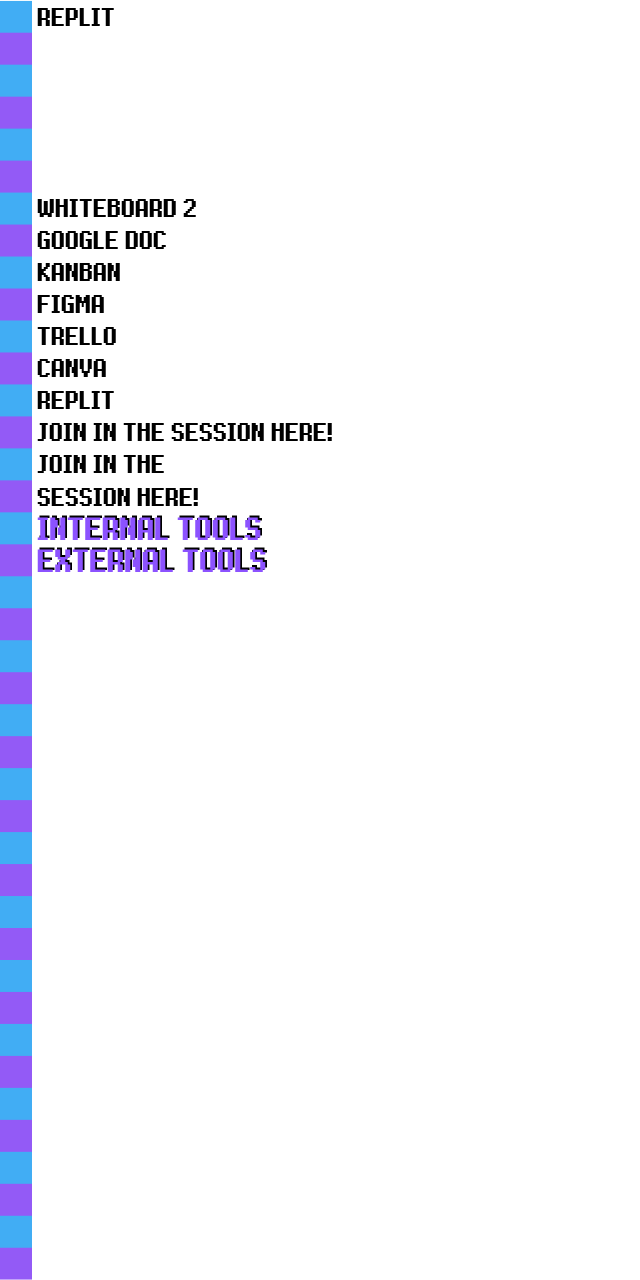 REPLIT
WHITEBOARD 2
GOOGLE DOC
KANBAN
FIGMA
TRELLO
CANVA
REPLIT
JOIN IN THE SESSION HERE!
JOIN IN THE
SESSION HERE!
INTERNAL TOOLS
EXTERNAL TOOLS